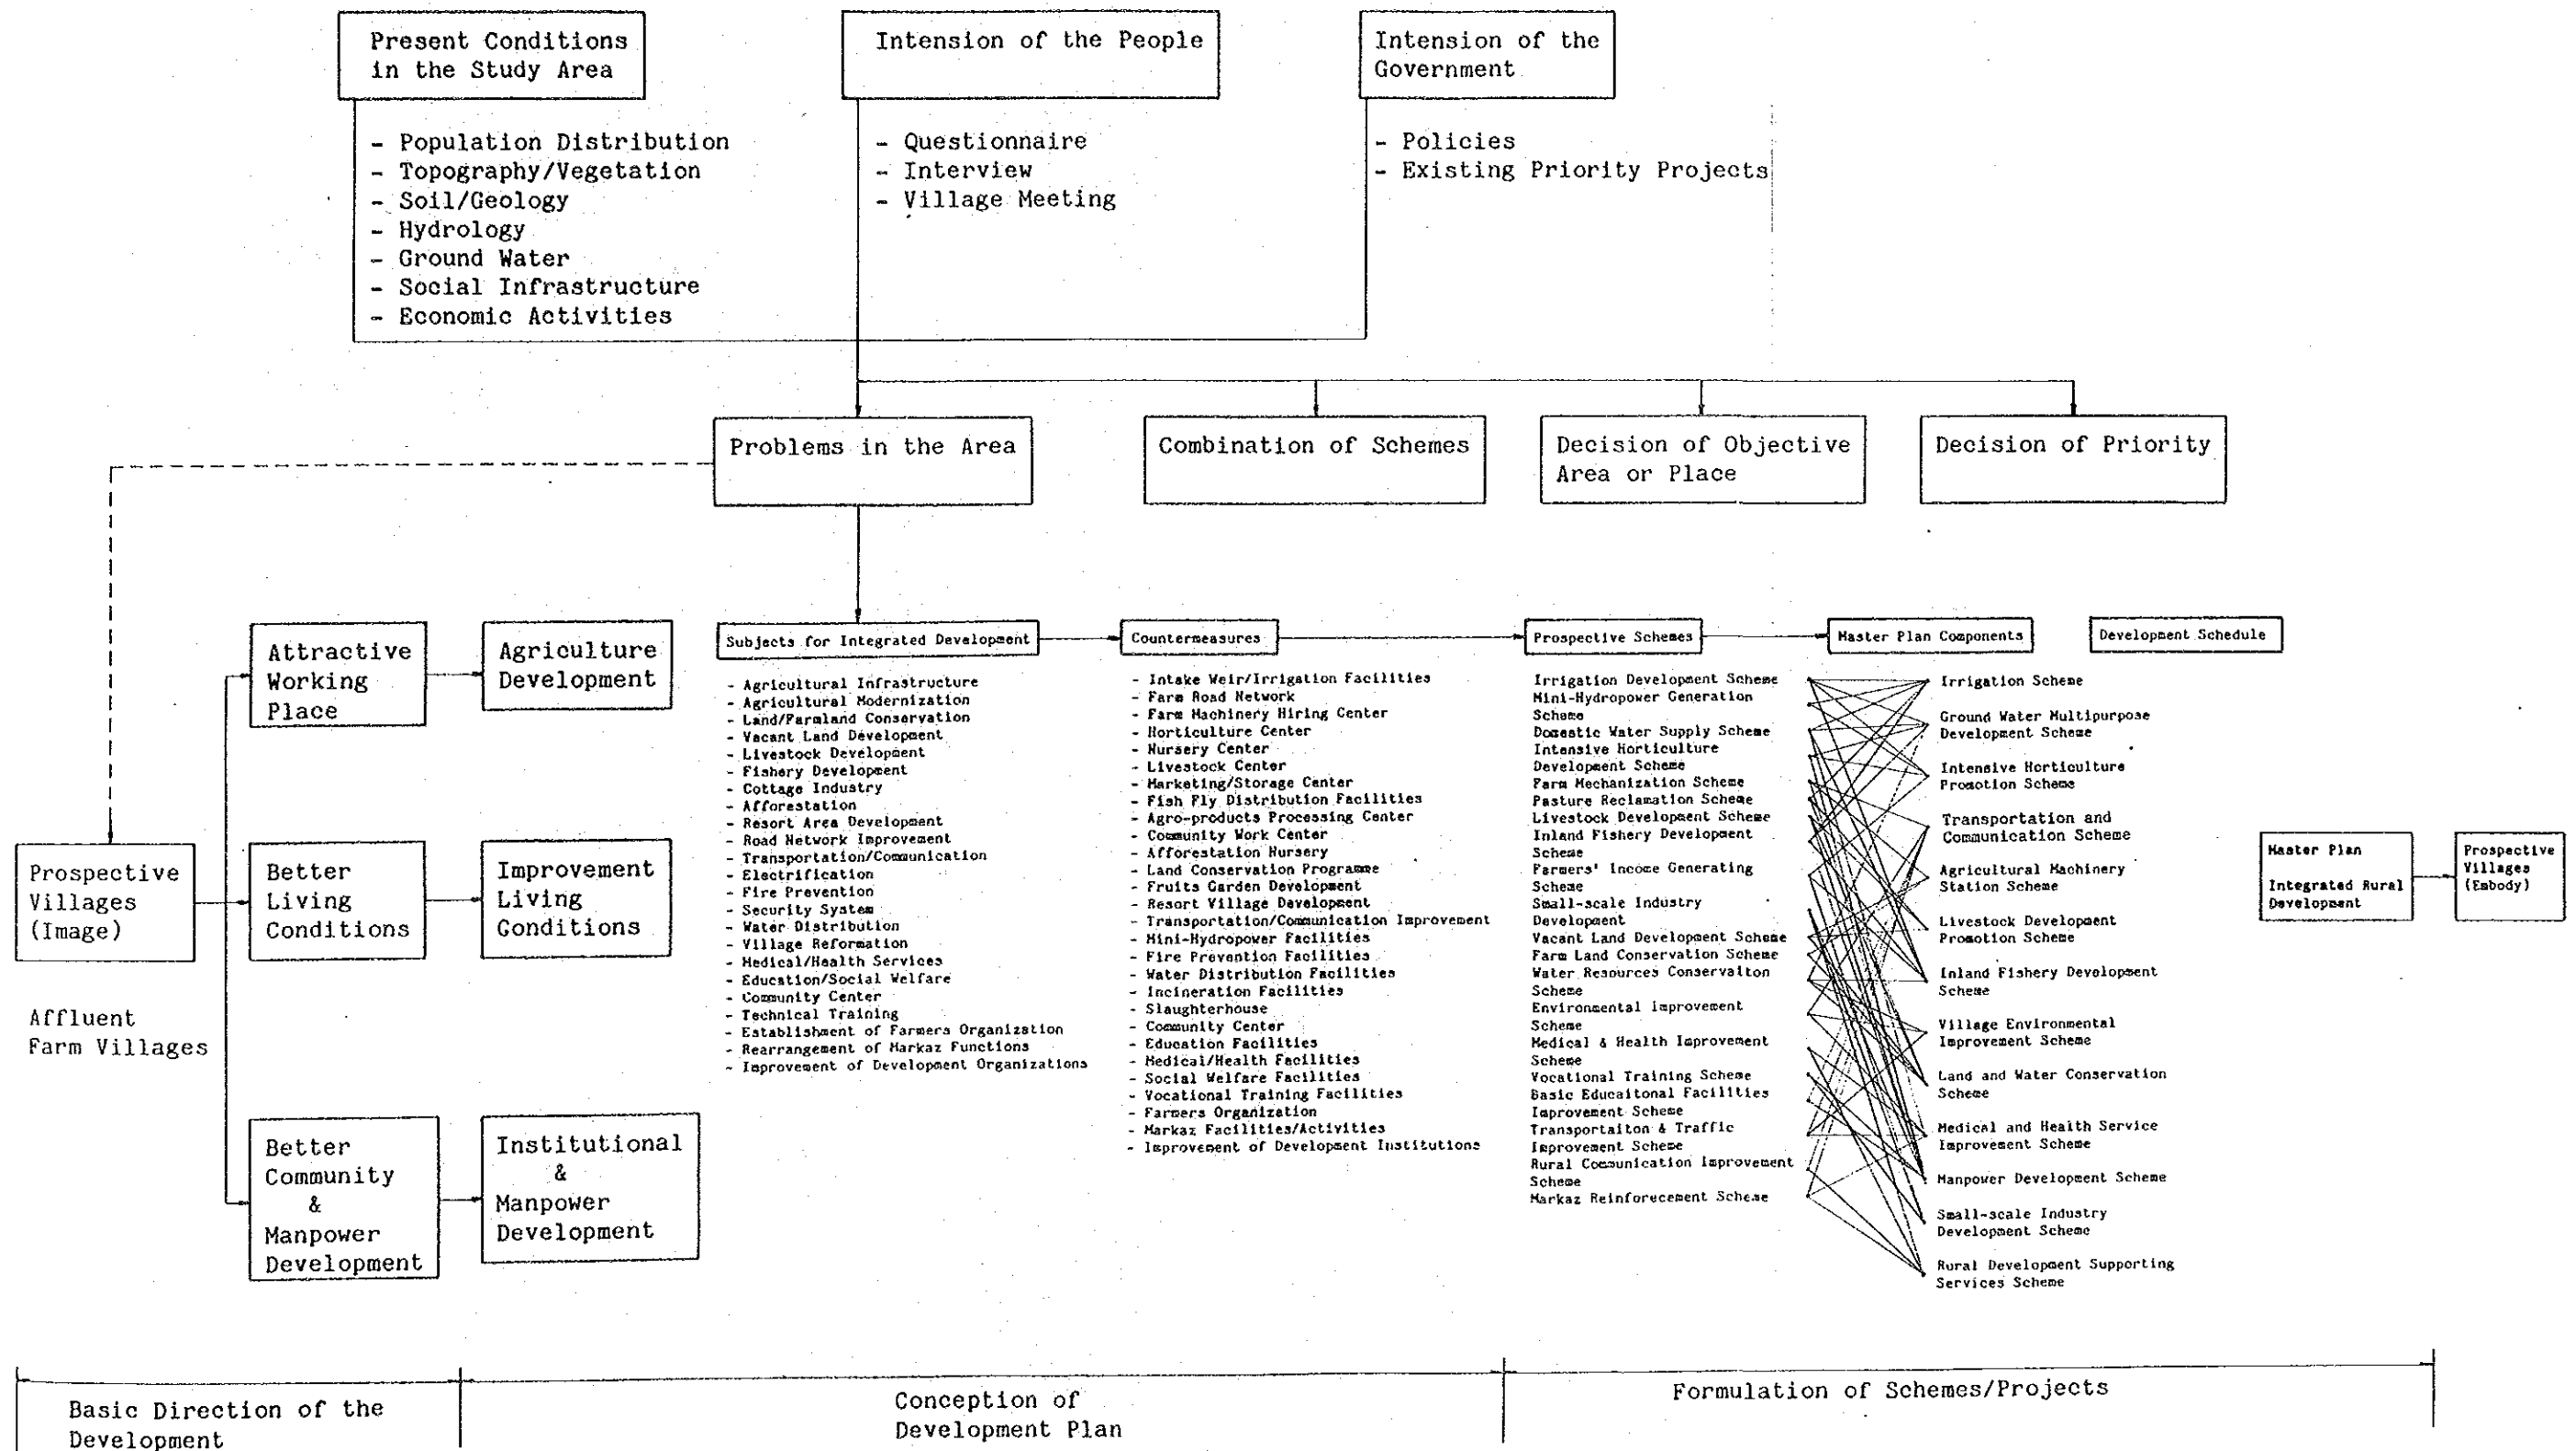 Present Conditions
in the Study Area
- Population Distribution
- Topography/Vegetation
- Soil/Geology
- Hydrology
- Ground Water
- Social Infrastructure
- Economic Activities
Intension of the People
- Questionnaire
- Interview
- Village Meeting
Intension of the
Government
- Policies
- Existing Priority Projects
Problems in the Area
Combination of Schemes
Decision of Objective
Area or Place
Decision of Priority
Prospective
Villages
(Image)
Affluent
Farm Villages
Attractive
Working
Place
Agriculture
Development
Better
Living
Conditions
Improvement
Living
Conditions
Better
Community
&
Manpower
Development
Institutional
&
Manpower
Development
Subjects for Integrated Development
- Agricultural Infrastructure
- Agricultural Modernization
- Land/Farmland Conservation
- Vacant Land Development
- Livestock Development
- Fishery Development
- Cottage Industry
- Afforestation
- Resort Area Development
- Road Network Improvement
- Transportation/Communication
- Electrification
- Fire Prevention
- Security System
- Water Distribution
- Village Reformation
- Medical/Health Services
- Education/Social Welfare
- Community Center
- Technical Training
- Establishment of Farmers Organization
- Rearrangement of Markaz Functions
- Improvement of Development Organizations
Countermeasures
- Intake Weir/Irrigation Facilities
- Farm Road Network
- Farm Machinery Hiring Center
- Horticulture Center
- Nursery Center
- Livestock Center
- Marketing/Storage Center
- Fish Fly Distribution Facilities
- Agro-products Processing Center
- Community Work Center
- Afforestation Nursery
- Land Conservation Programme
- Fruits Garden Development
- Resort Village Development
- Transportation/Communication Improvement
- Mini-Hydropower Facilities
- Fire Prevention Facilities
- Water Distribution Facilities
- Incineration Facilities
- Slaughterhouse
- Community Center
- Education Facilities
- Medical/Health Facilities
- Social Welfare Facilities
- Vocational Training Facilities
- Farmers Organization
- Markaz Facilities/Activities
- Improvement of Development Institutions
Prospective Schemes
Irrigation Development Scheme
Mini-Hydropower Generation
Scheme
Domestic Water Supply Scheme
Intensive Horticulture
Development Scheme
Farm Mechanization Scheme
Pasture Reclamation Scheme
Livestock Development Scheme
Inland Fishery Development
Scheme
Farmers' Income Generating
Scheme
Small-scale Industry
Development
Vacant Land Development Scheme
Farm Land Conservation Scheme
Water Resources Conservaiton
Scheme
Environmental Improvement
Scheme
Medical & Health Improvement
Scheme
Vocational Training Scheme
Basic Educaitonal Facilities
Improvement Scheme
Transportaiton & Traffic
Improvement Scheme
Rural Communication Improvement
Scheme
Markaz Reinforecement Scheme
Master Plan Components
Irrigation Scheme
Ground Water Multipurpose
Development Scheme
Intensive Horticulture
Promotion Scheme
Transportation and
Communication Scheme
Agricultural Machinery
Station Scheme
Livestock Development
Promotion Scheme
Inland Fishery Development
Scheme
Village Environmental
Improvement Scheme
Land and Water Conservation
Scheme
Medical and Health Service
Improvement Scheme
Manpower Development Scheme
Small-scale Industry
Development Scheme
Rural Development Supporting
Services Scheme
Development Schedule
Master Plan
Integrated Rural
Development
Prospective
Villages
(Embody)
Basic Direction of the
Development
Conception of
Development Plan
Formulation of Schemes/Projects